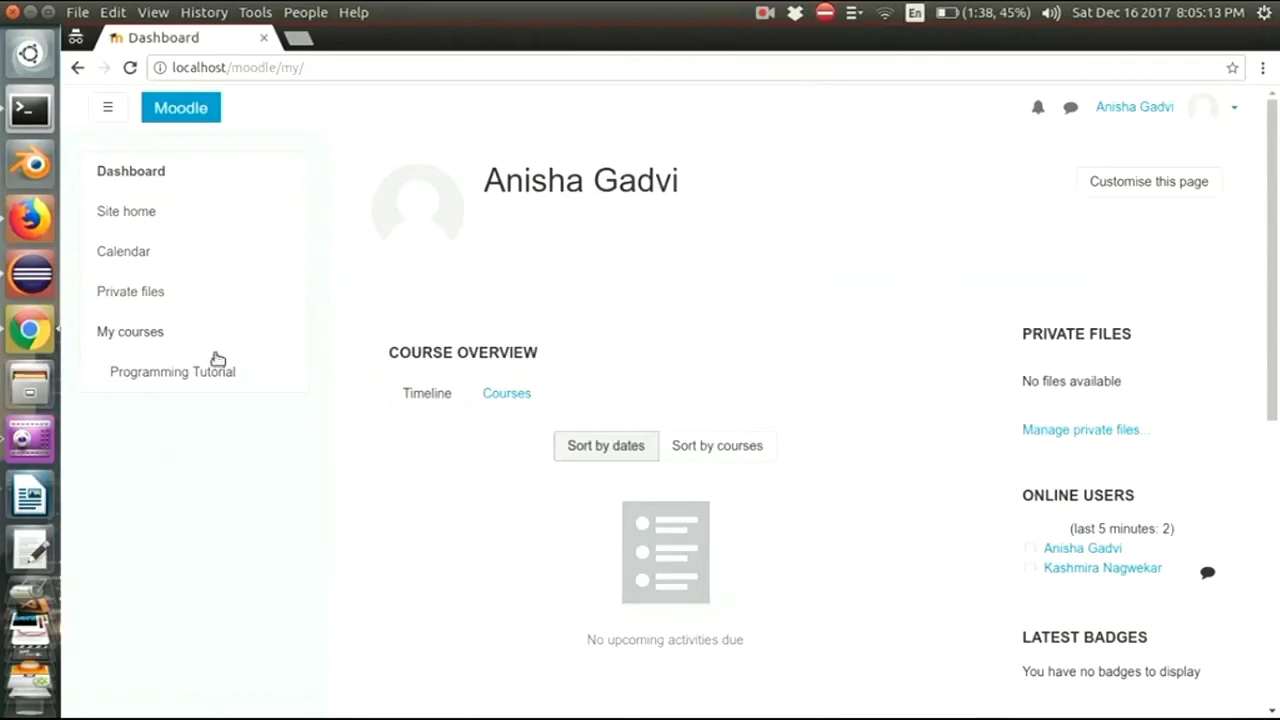 File Edit View History Tools People Help
En (1:38, 45%) Sat Dec 16 2017 8:05:13 PM
Dashboard
localhost/moodle/my/
Moodle
Anisha Gadvi
Dashboard
Site home
Calendar
Private files
My courses
Programming Tutorial
Anisha Gadvi
Customise this page
COURSE OVERVIEW
Timeline Courses
Sort by dates Sort by courses
No upcoming activities due
PRIVATE FILES
No files available
Manage private files...
ONLINE USERS
(last 5 minutes: 2)
Anisha Gadvi
Kashmira Nagwekar
LATEST BADGES
You have no badges to display